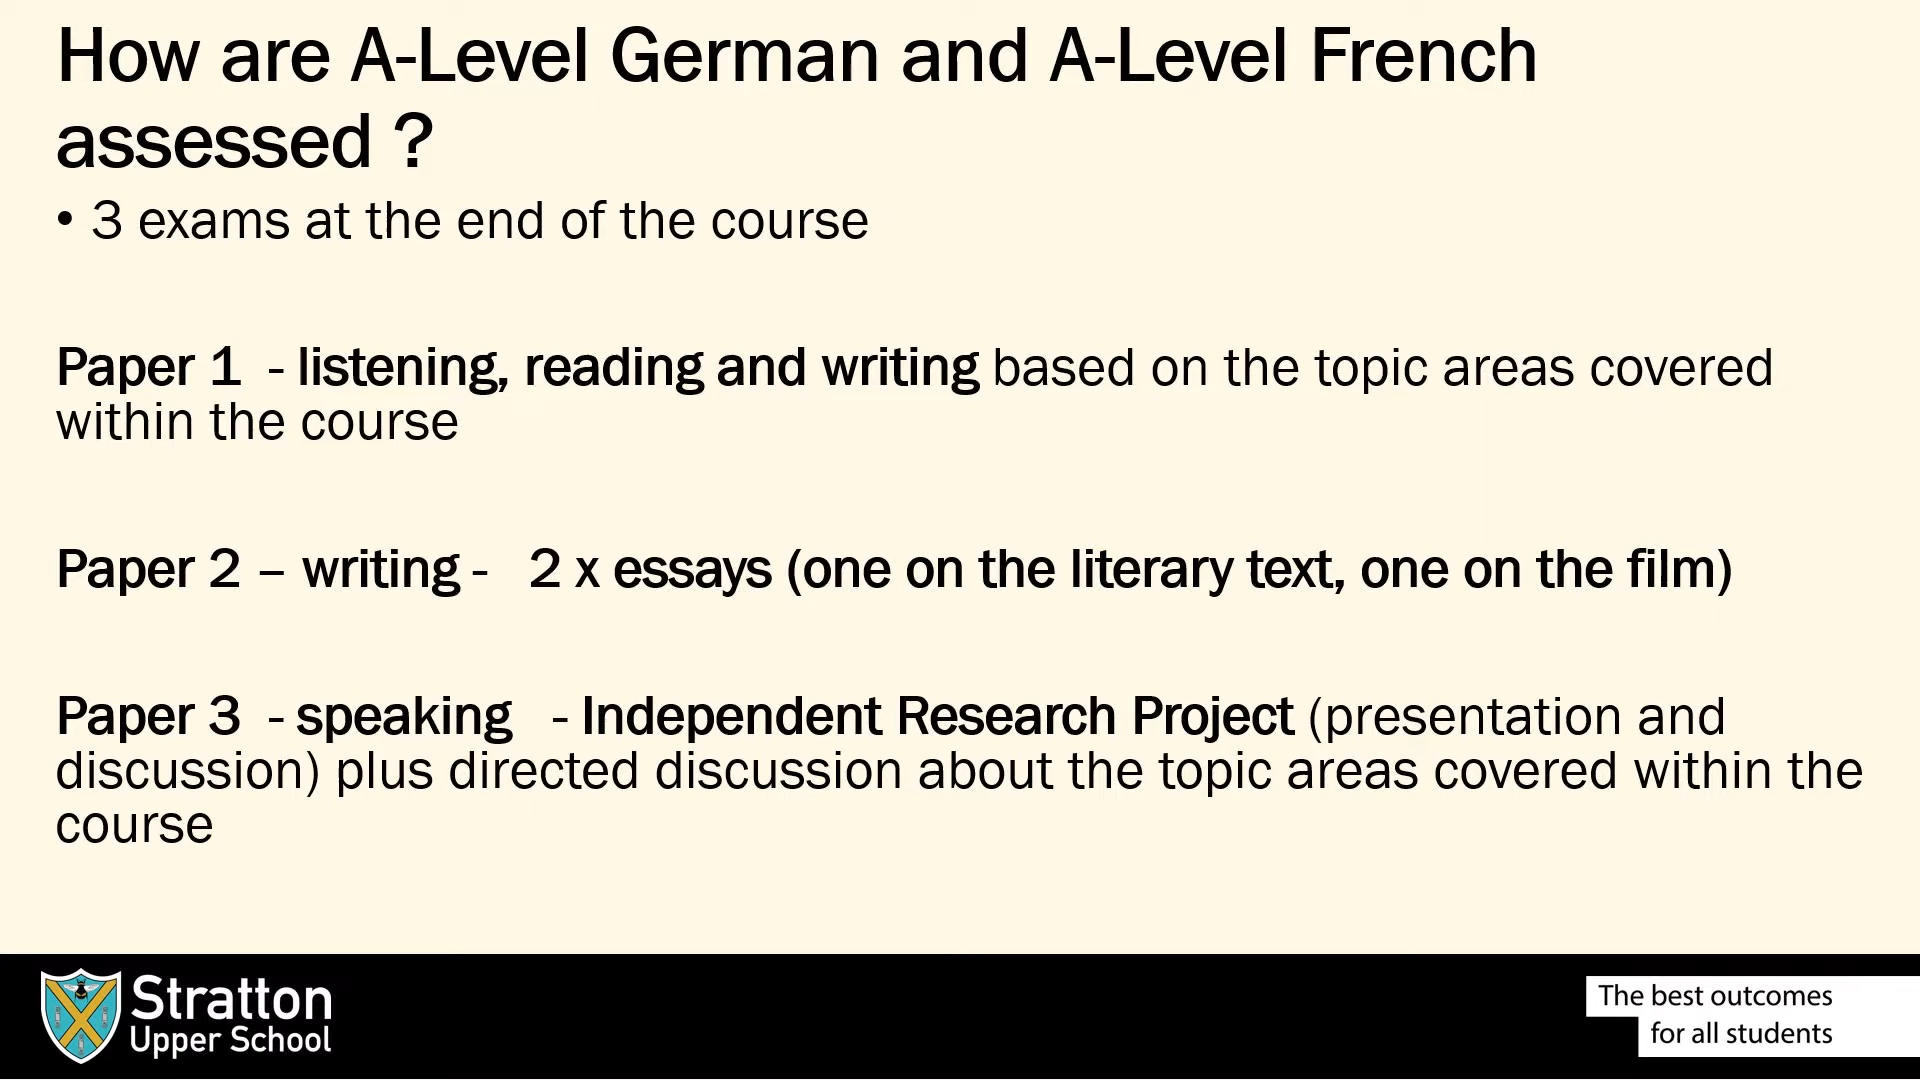 How are A-Level German and A-Level French
assessed ?
• 3 exams at the end of the course
Paper 1 - listening, reading and writing based on the topic areas covered
within the course
Paper 2 – writing - 2 x essays (one on the literary text, one on the film)
Paper 3 - speaking - Independent Research Project (presentation and
discussion) plus directed discussion about the topic areas covered within the
course
Stratton
Upper School
The best outcomes
for all students